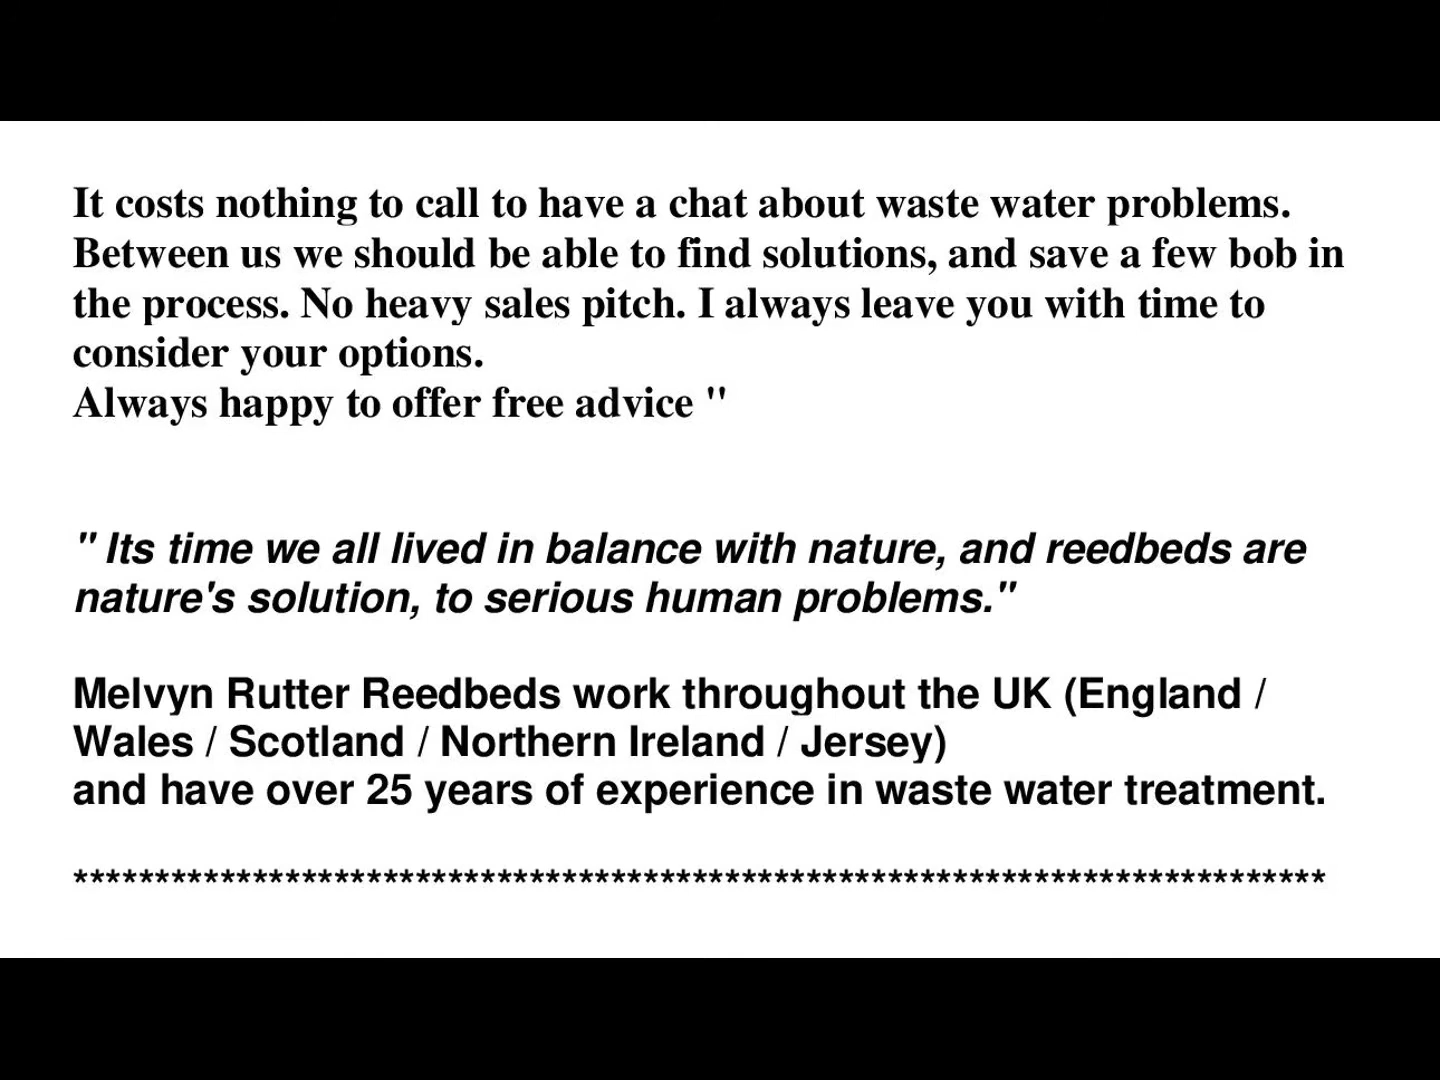 It costs nothing to call to have a chat about waste water problems.
Between us we should be able to find solutions, and save a few bob in
the process. No heavy sales pitch. I always leave you with time to
consider your options.
Always happy to offer free advice "
" Its time we all lived in balance with nature, and reedbeds are
nature's solution, to serious human problems."
Melvyn Rutter Reedbeds work throughout the UK (England /
Wales / Scotland / Northern Ireland / Jersey)
and have over 25 years of experience in waste water treatment.
*****************************************************************************